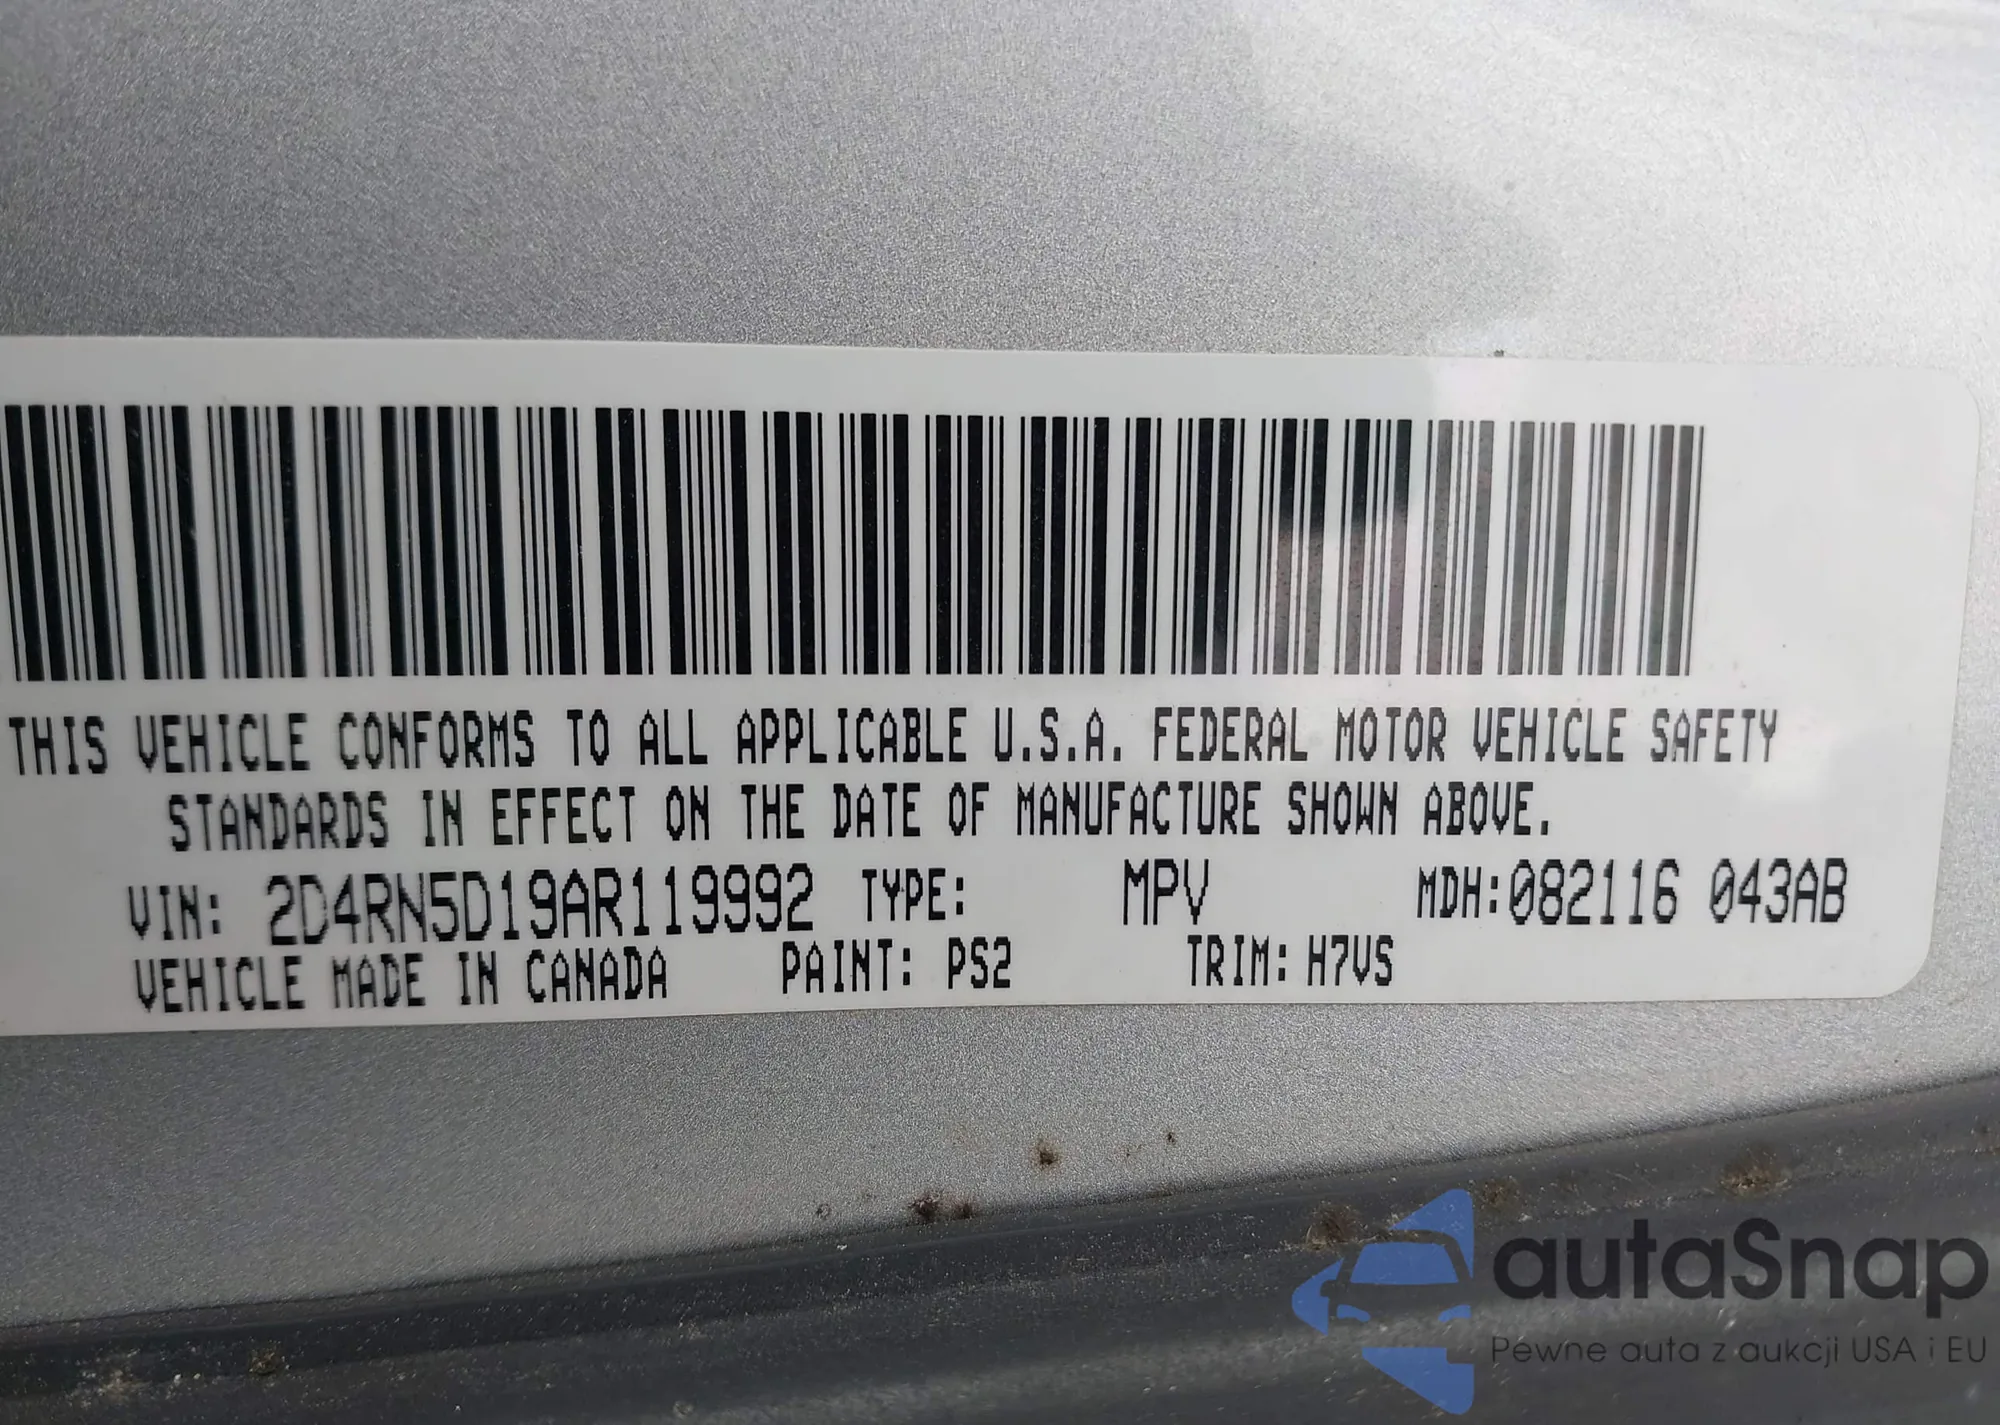 THIS VEHICLE CONFORMS TO ALL APPLICABLE U.S.A. FEDERAL MOTOR VEHICLE SAFETY
STANDARDS IN EFFECT ON THE DATE OF MANUFACTURE SHOWN ABOVE.
VIN: 2D4RN5D19AR119992 TYPE: MPV MDH:082116 043AB
VEHICLE MADE IN CANADA PAINT: PS2 TRIM: H7VS
autaSnap
Pewne auta z aukcji USA i EU